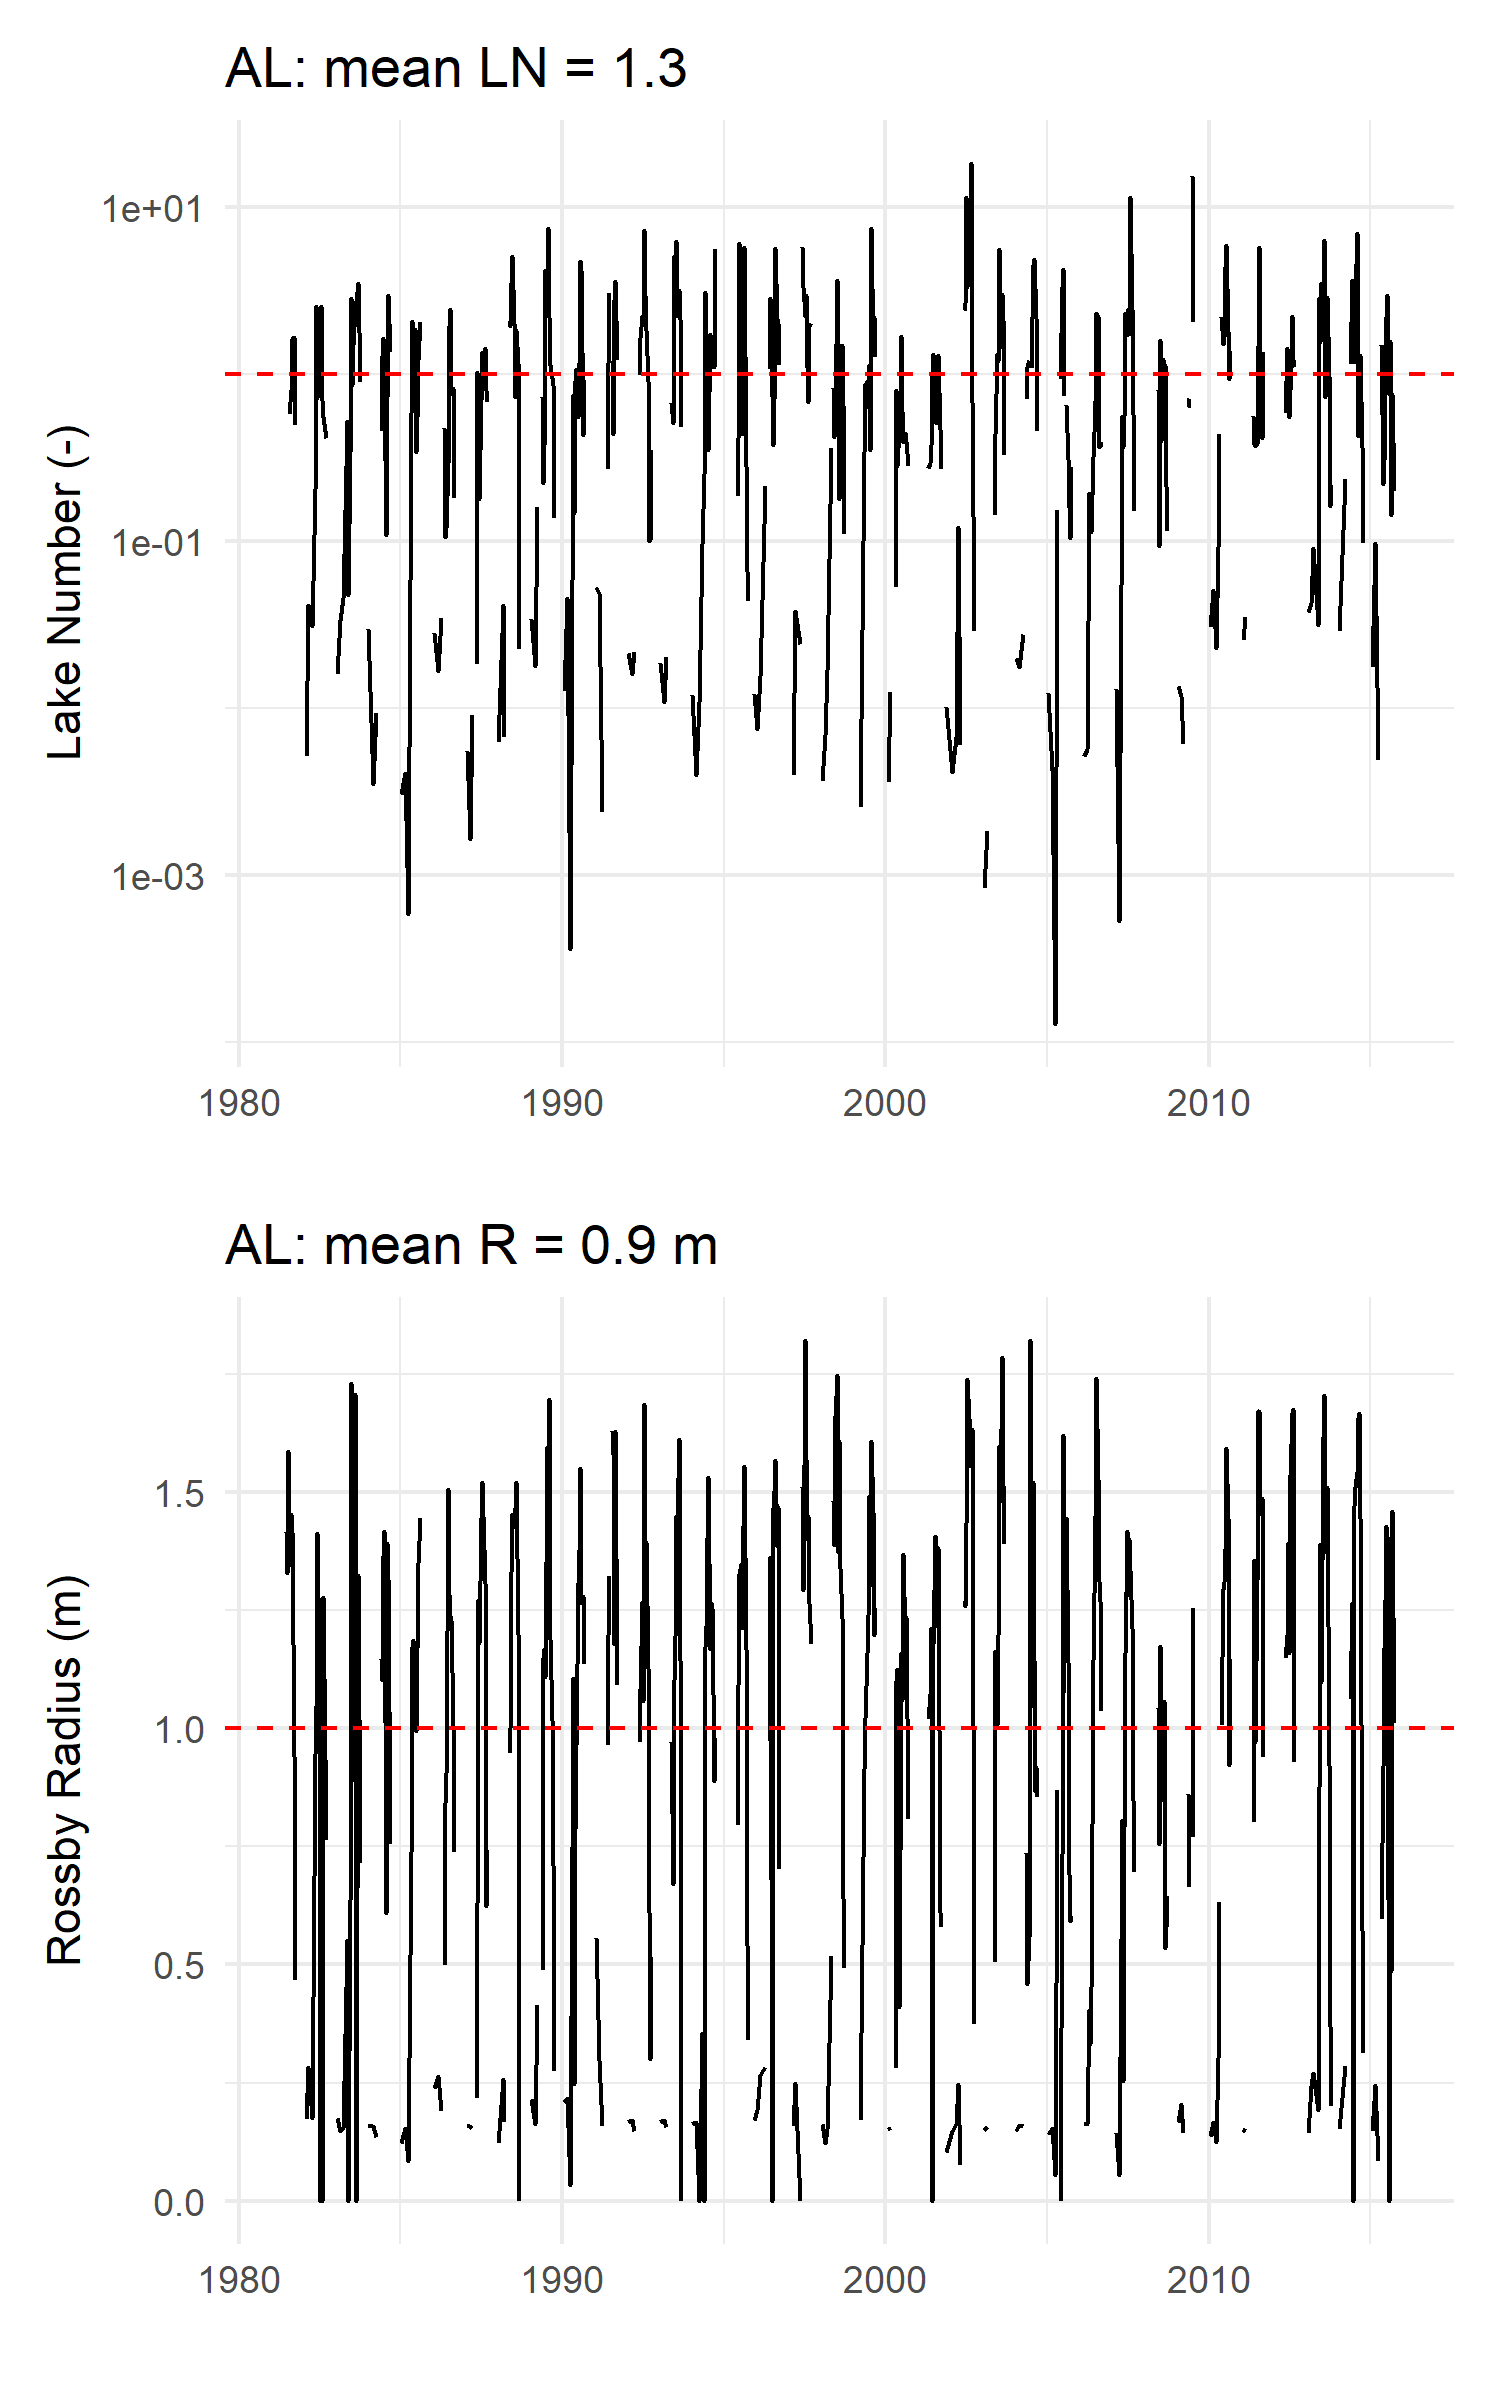 AL: mean LN = 1.3
Lake Number (-)
1e+01
1e-01
1e-03
1980 1990 2000 2010
AL: mean R = 0.9 m
Rossby Radius (m)
1.5
1.0
0.5
0.0
1980 1990 2000 2010